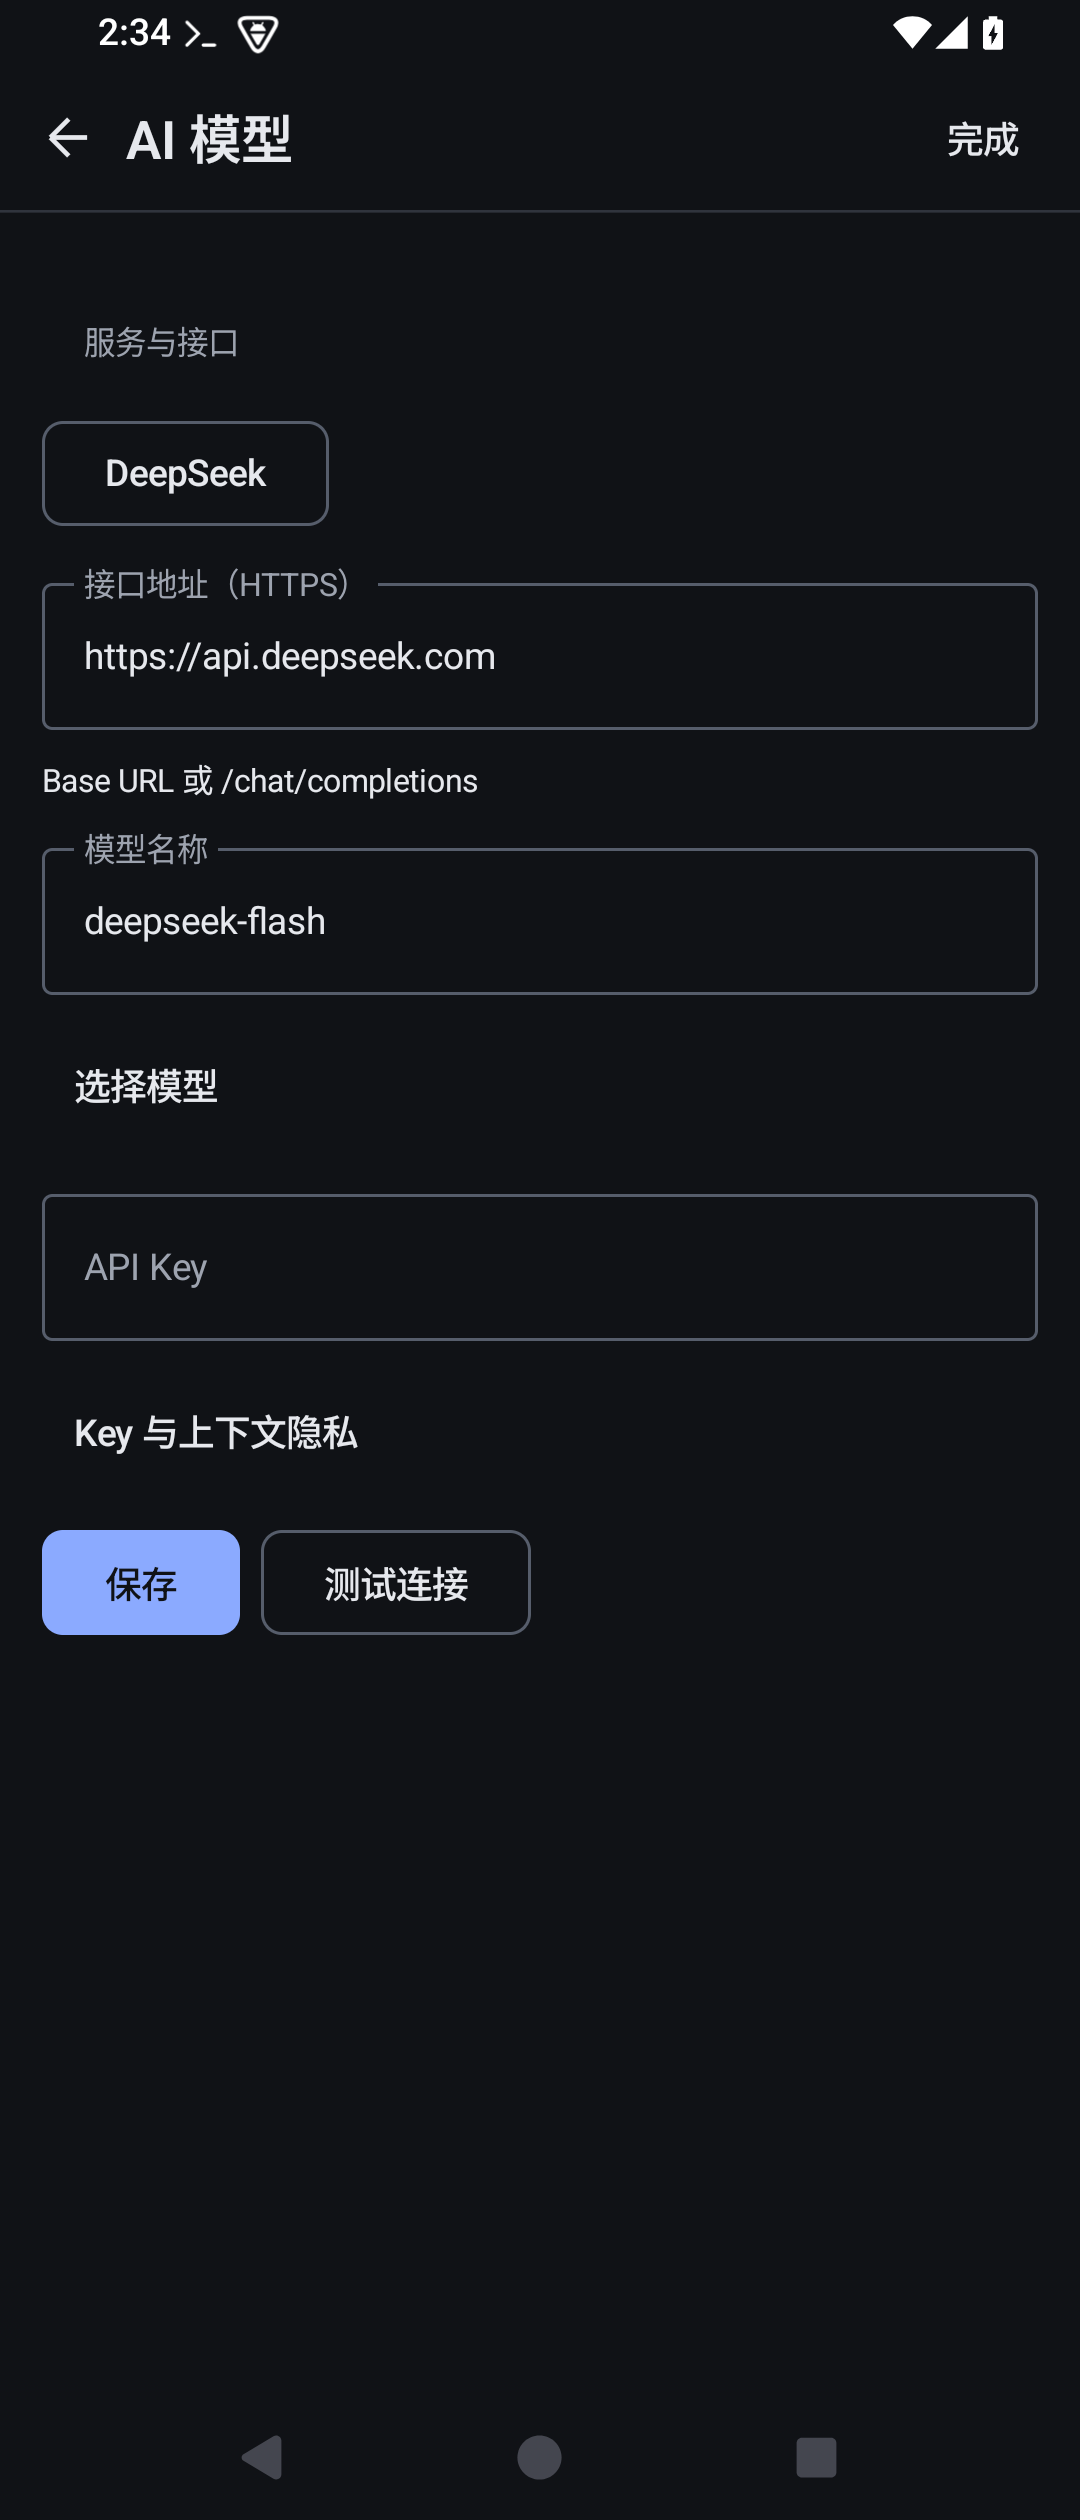 2:34
AI 模型
完成
服务与接口
DeepSeek
接口地址（HTTPS）
https://api.deepseek.com
Base URL 或 /chat/completions
模型名称
deepseek-flash
选择模型
API Key
Key 与上下文隐私
保存
测试连接